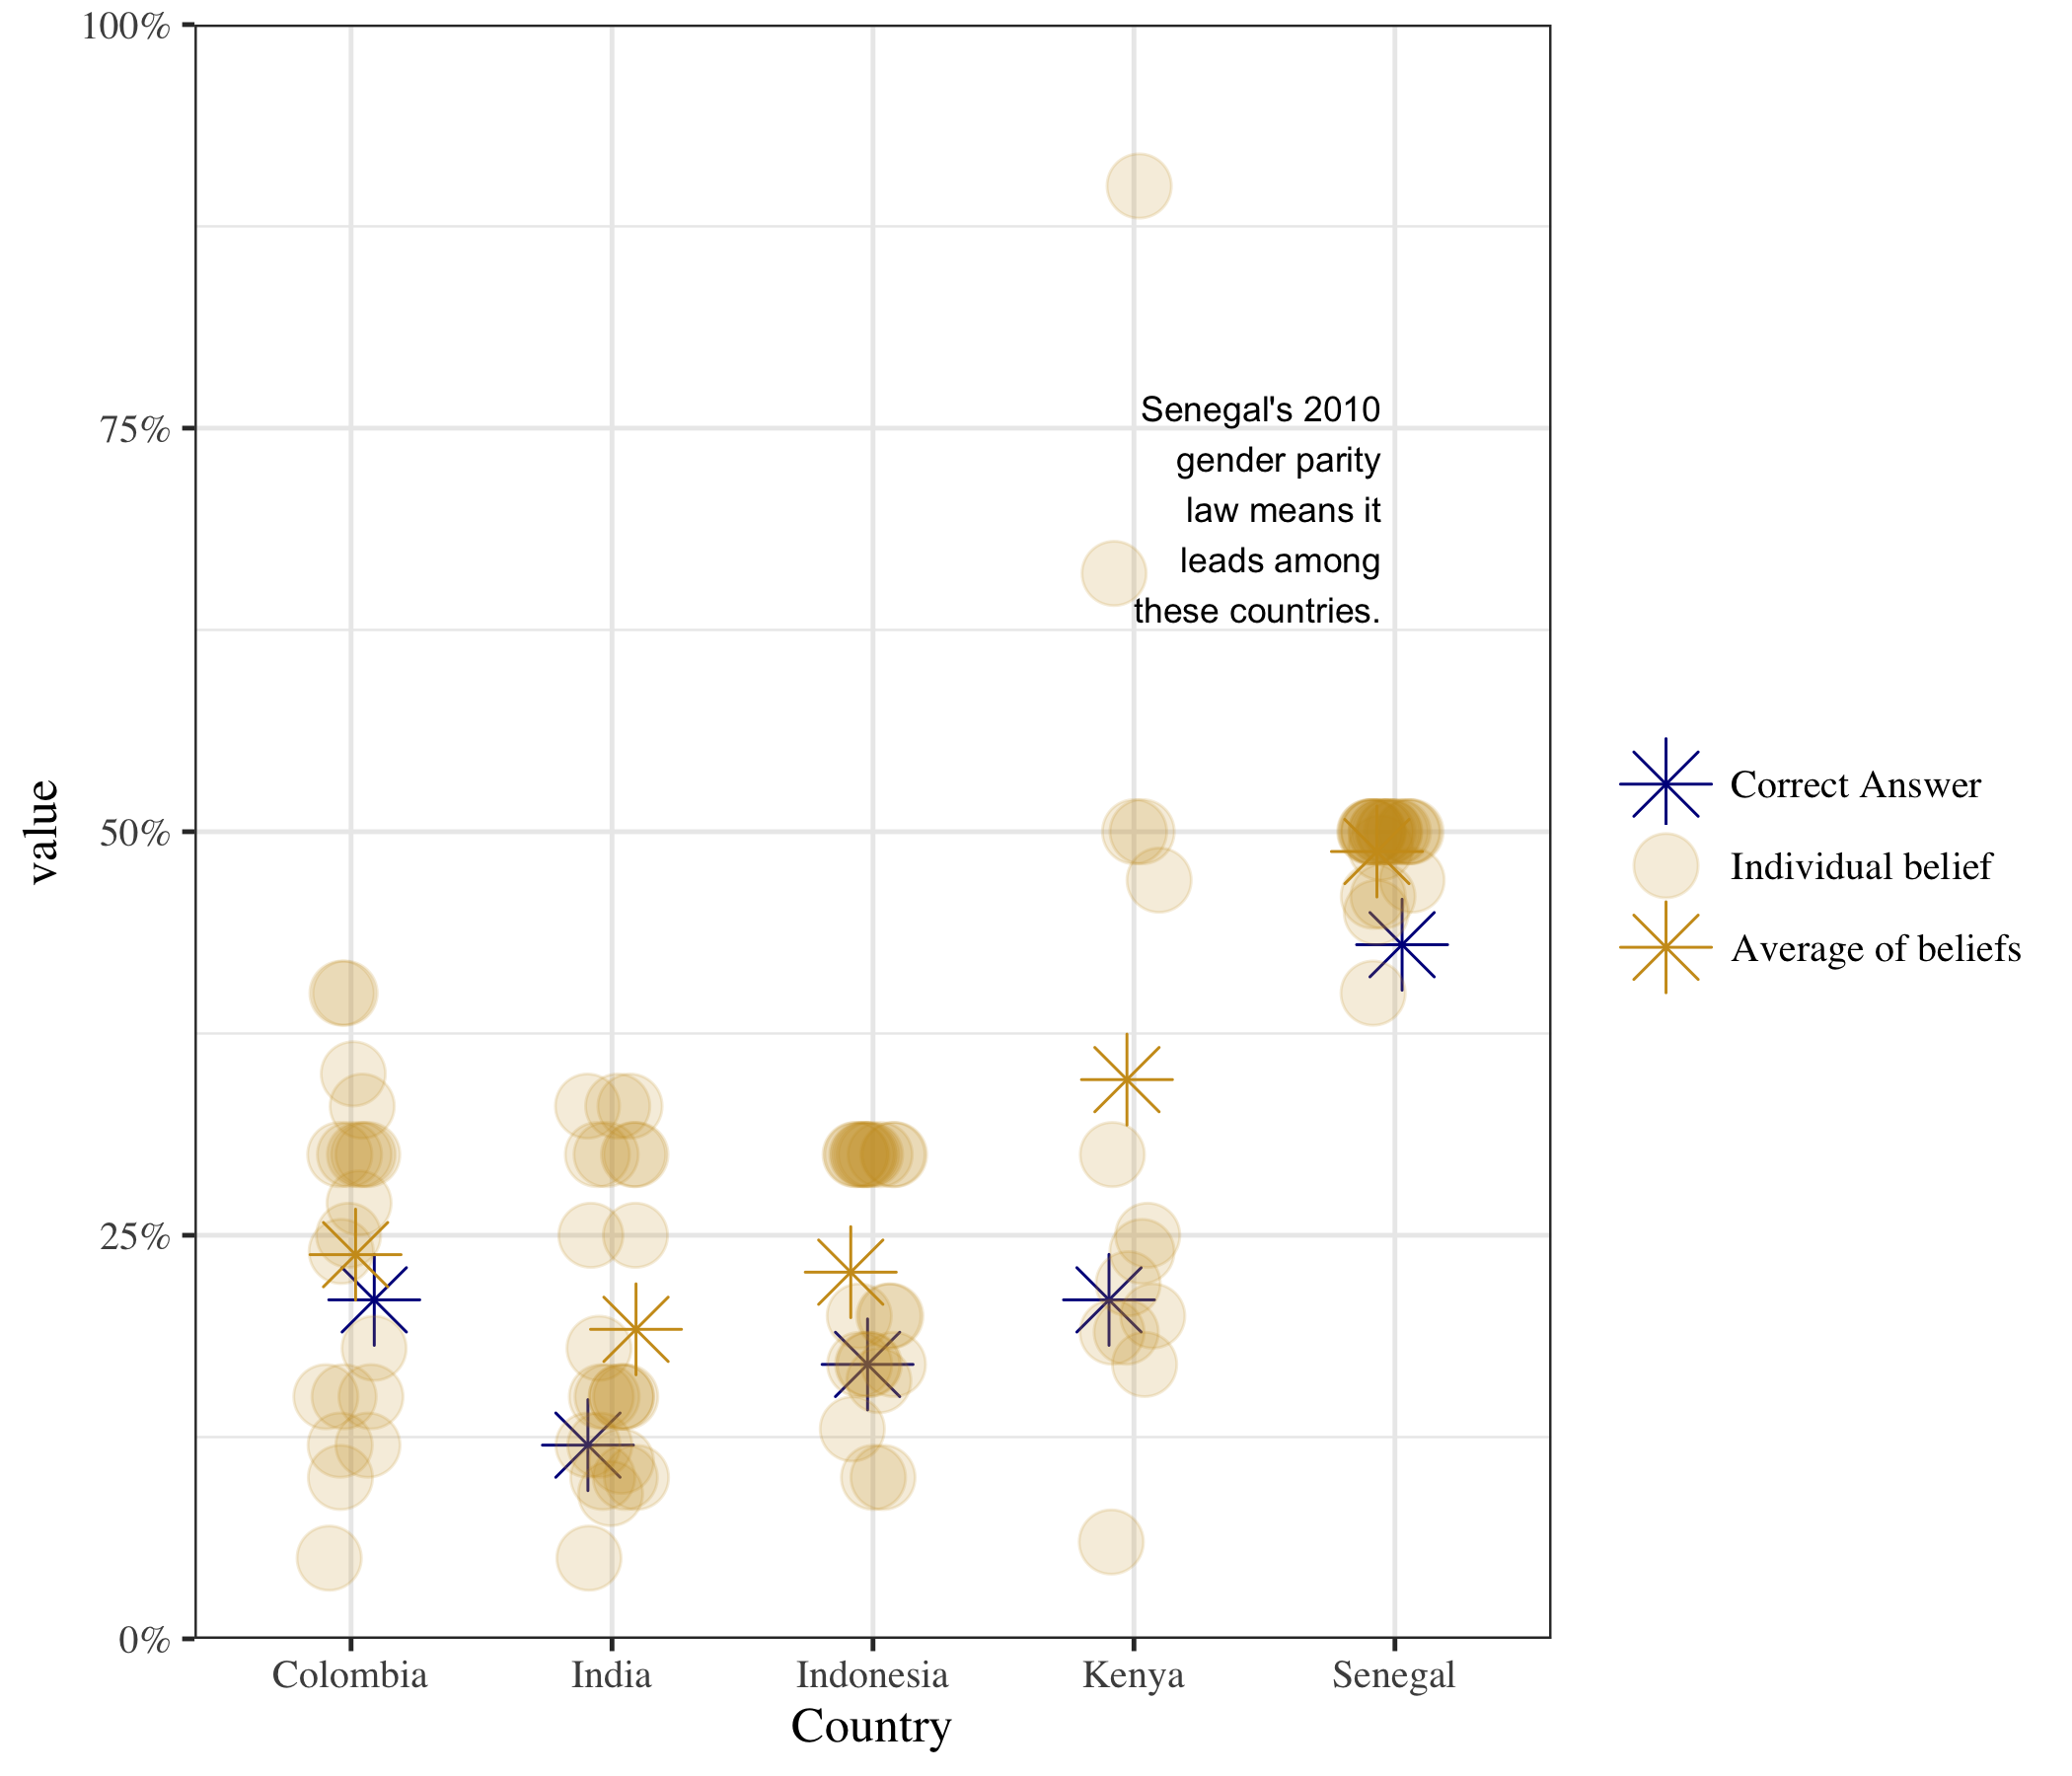 100%
75%
50%
25%
0%
value
Senegal's 2010
gender parity
law means it
leads among
these countries.
Colombia
India
Indonesia
Kenya
Senegal
Country
Correct Answer
Individual belief
Average of beliefs